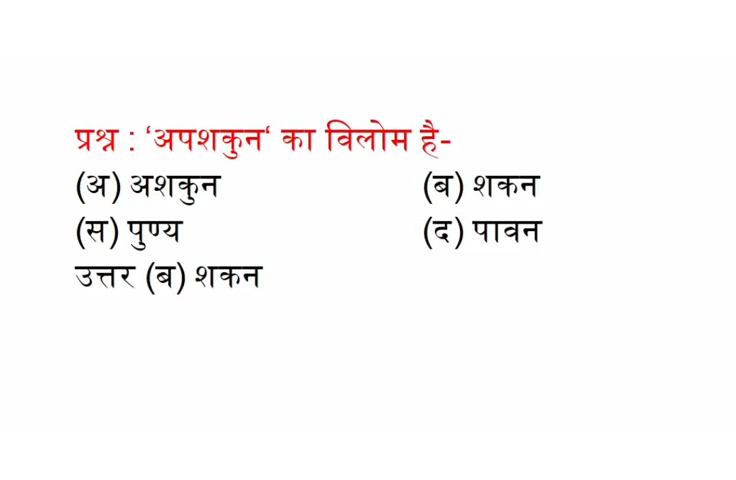 प्रश्न : ‘अपशकुन‘ का विलोम है-
(अ) अशकुन (ब) शकन
(स) पुण्य (द) पावन
उत्तर (ब) शकन